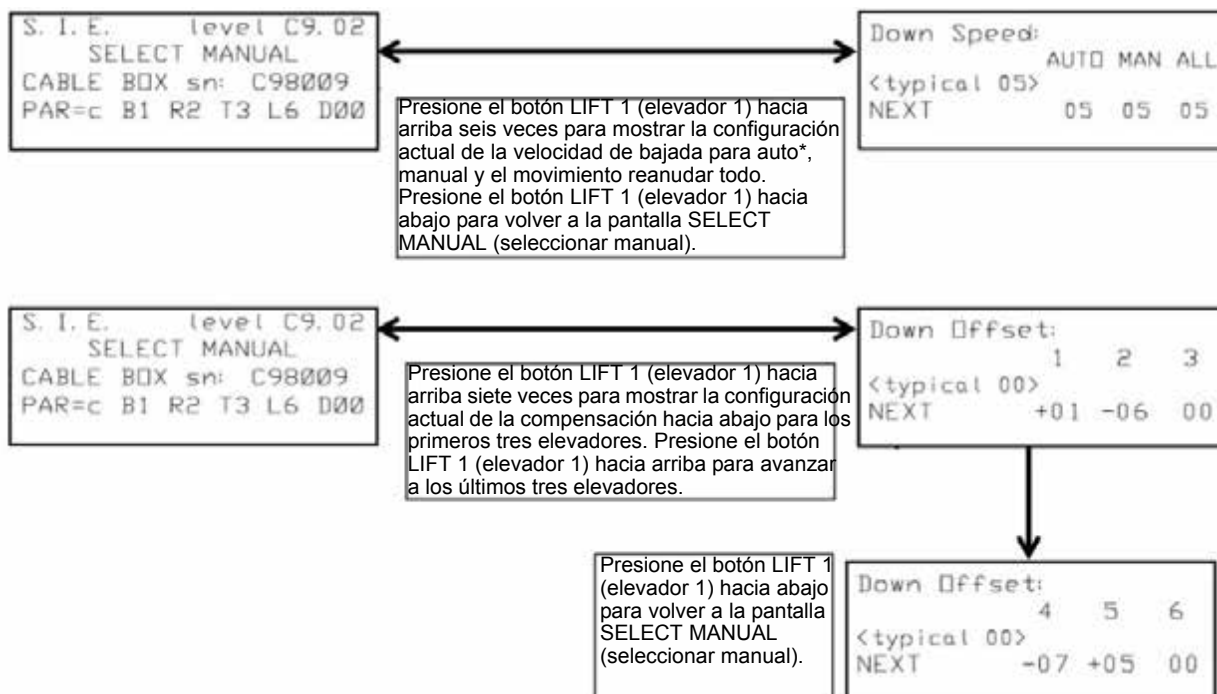 S. I. E. level C9.02
SELECT MANUAL
CABLE BOX sn: C98009
PAR=c B1 R2 T3 L6 D00
Presione el botón LIFT 1 (elevador 1) hacia
arriba seis veces para mostrar la configuración
actual de la velocidad de bajada para auto*,
manual y el movimiento reanudar todo.
Presione el botón LIFT 1 (elevador 1) hacia
abajo para volver a la pantalla SELECT
MANUAL (seleccionar manual).
Down Speed:
AUTO MAN ALL
<typical 05>
NEXT 05 05 05
S. I. E. level C9.02
SELECT MANUAL
CABLE BOX sn: C98009
PAR=c B1 R2 T3 L6 D00
Presione el botón LIFT 1 (elevador 1) hacia
arriba siete veces para mostrar la configuración
actual de la compensación hacia abajo para los
primeros tres elevadores. Presione el botón
LIFT 1 (elevador 1) hacia arriba para avanzar
a los últimos tres elevadores.
Down Offset:
1 2 3
<typical 00>
NEXT +01 -06 00
Presione el botón LIFT 1
(elevador 1) hacia abajo
para volver a la pantalla
SELECT MANUAL
(seleccionar manual).
Down Offset:
4 5 6
<typical 00>
NEXT -07 +05 00